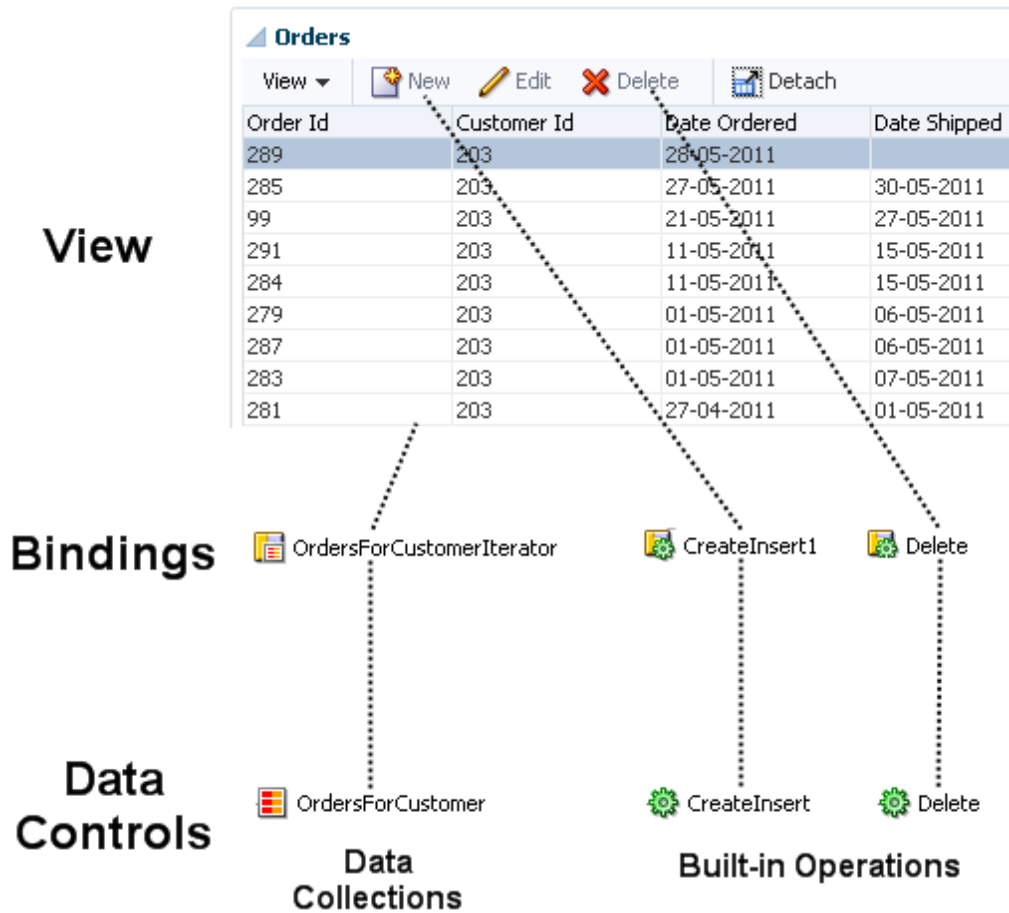 Orders
View New Edit Delete Detach
Order Id Customer Id Date Ordered Date Shipped
289 203 28-05-2011
285 203 27-05-2011 30-05-2011
99 203 21-05-2011 27-05-2011
291 203 11-05-2011 15-05-2011
284 203 11-05-2011 15-05-2011
279 203 01-05-2011 06-05-2011
287 203 01-05-2011 06-05-2011
283 203 01-05-2011 07-05-2011
281 203 27-04-2011 01-05-2011
View
Bindings OrdersForCustomerIterator CreateInsert1 Delete
Data
Controls
OrdersForCustomer CreateInsert Delete
Data
Collections
Built-in Operations